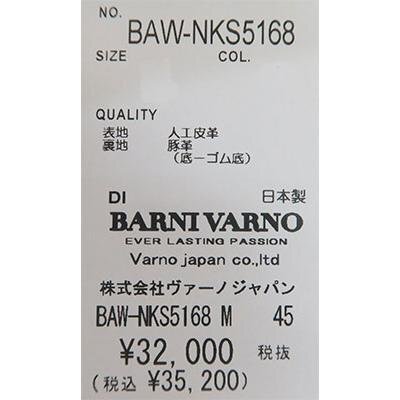 NO. BAW-NKS5168
SIZE COL.
QUALITY
表地 人工皮革
裏地 豚革
(底ーゴム底)
DI 日本製
BARNI VARNO
EVER LASTING PASSION
Varno japan co.,ltd
株式会社ヴァーノジャパン
BAW-NKS5168 M 45
¥32,000 税抜
(税込 ¥35,200)